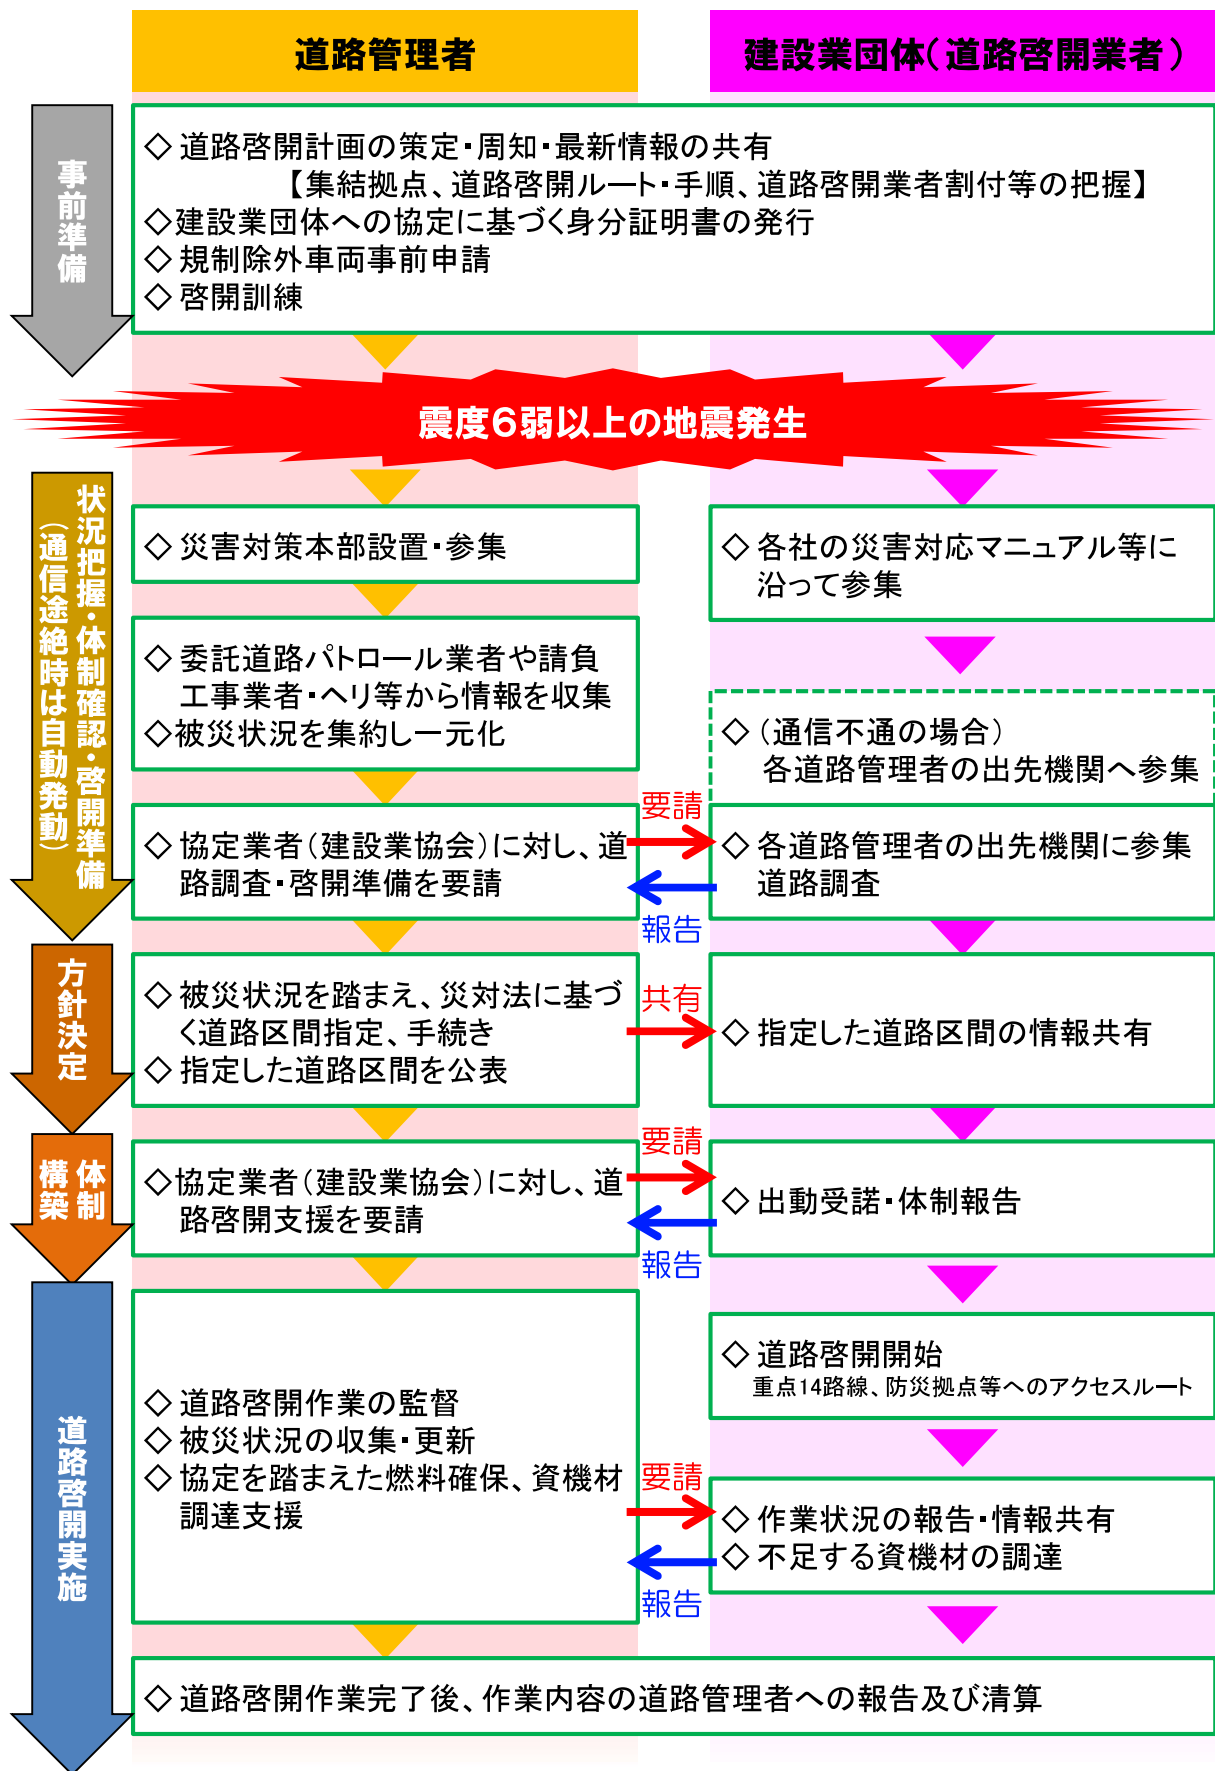 道路管理者
建設業団体（道路啓開業者）
事前準備
◇ 道路啓開計画の策定・周知・最新情報の共有
【集結拠点、道路啓開ルート・手順、道路啓開業者割付等の把握】
◇建設業団体への協定に基づく身分証明書の発行
◇ 規制除外車両事前申請
◇ 啓開訓練
震度６弱以上の地震発生
状況把握・体制確認・啓開準備
（通信途絶時は自動発動）
◇ 災害対策本部設置・参集
◇ 各社の災害対応マニュアル等に
沿って参集
◇ 委託道路パトロール業者や請負
工事業者・ヘリ等から情報を収集
◇被災状況を集約し一元化
◇ （通信不通の場合）
各道路管理者の出先機関へ参集
◇ 協定業者（建設業協会）に対し、道
路調査・啓開準備を要請
要請
報告
◇ 各道路管理者の出先機関に参集
道路調査
方針決定
◇ 被災状況を踏まえ、災対法に基づ
く道路区間指定、手続き
◇ 指定した道路区間を公表
共有
◇ 指定した道路区間の情報共有
体制
構築
◇協定業者（建設業協会）に対し、道
路啓開支援を要請
要請
報告
◇ 出動受諾・体制報告
道路啓開実施
◇ 道路啓開開始
重点14路線、防災拠点等へのアクセスルート
◇ 道路啓開作業の監督
◇ 被災状況の収集・更新
◇ 協定を踏まえた燃料確保、資機材
調達支援
要請
報告
◇ 作業状況の報告・情報共有
◇ 不足する資機材の調達
◇ 道路啓開作業完了後、作業内容の道路管理者への報告及び清算